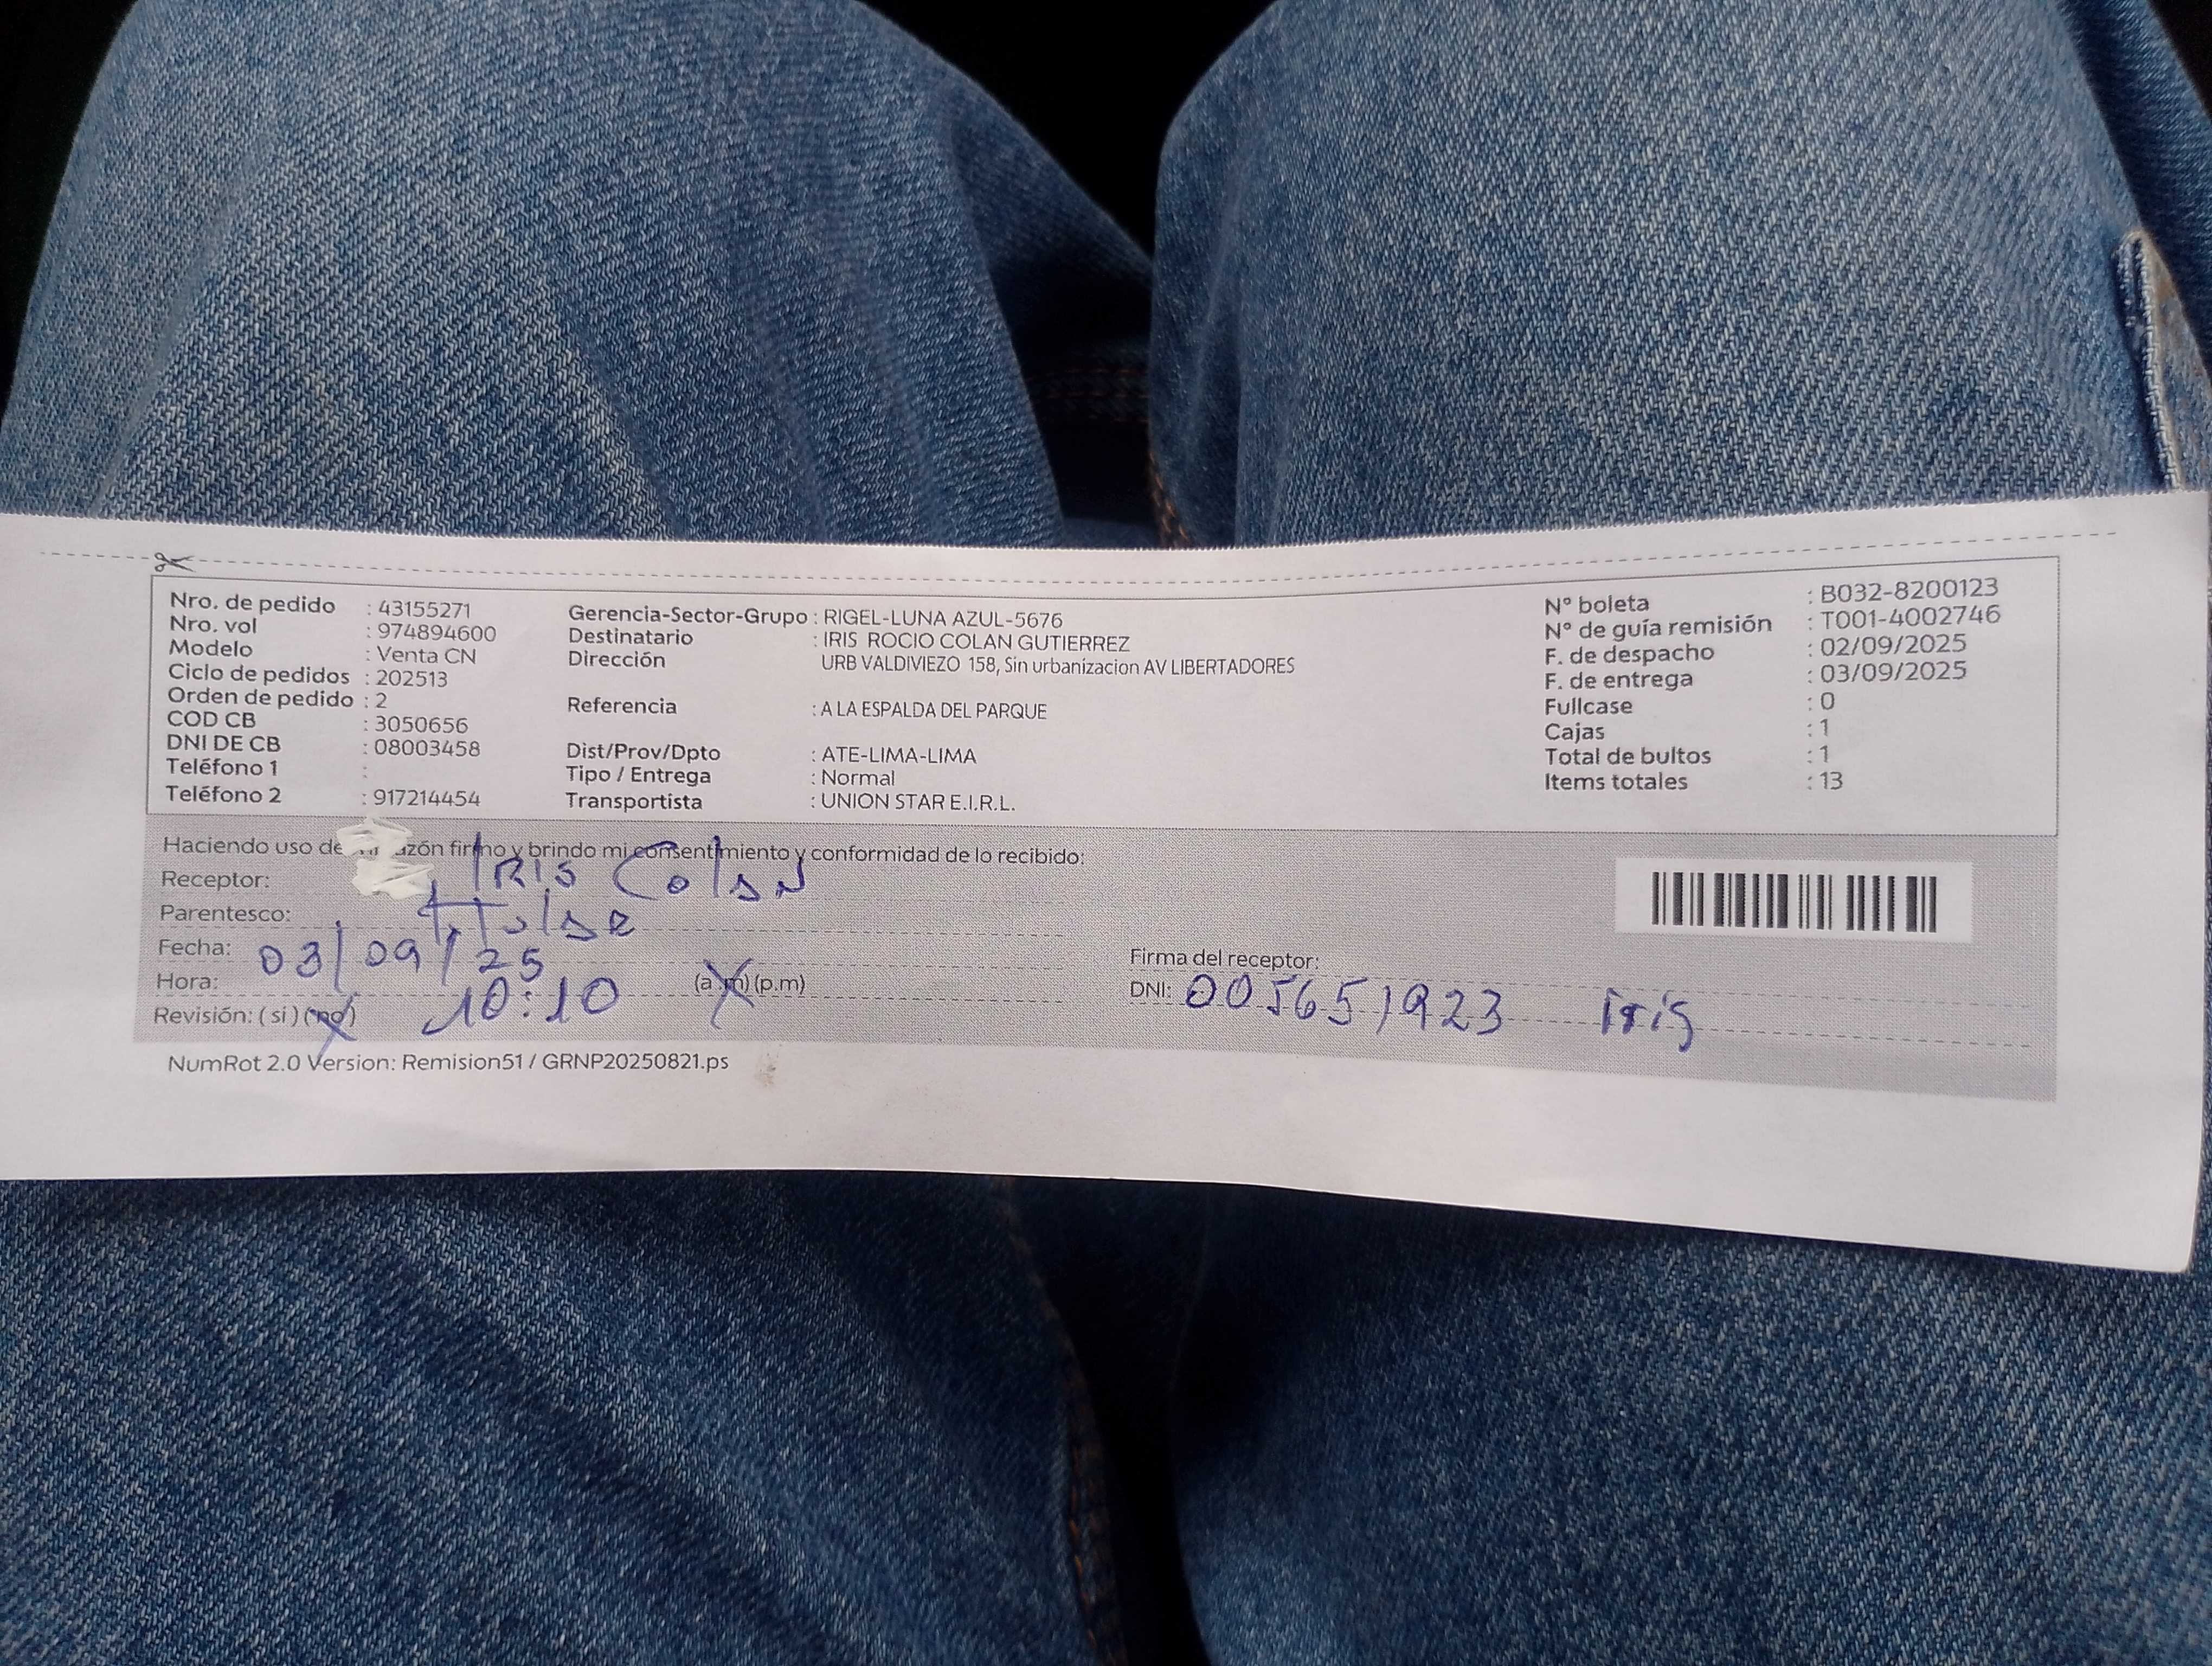 Nro. de pedido : 43155271
Nro. vol : 974894600
Modelo : Venta CN
Ciclo de pedidos : 202513
Orden de pedido : 2
COD CB : 3050656
DNI DE CB : 08003458
Teléfono 1 :
Teléfono 2 : 917214454
Gerencia-Sector-Grupo : RIGEL-LUNA AZUL-5676
Destinatario : IRIS ROCIO COLAN GUTIERREZ
Dirección URB VALDIVIEZO 158, Sin urbanizacion AV LIBERTADORES
Referencia : A LA ESPALDA DEL PARQUE
Dist/Prov/Dpto : ATE-LIMA-LIMA
Tipo / Entrega : Normal
Transportista : UNION STAR E.I.R.L.
N° boleta : B032-8200123
N° de guía remisión : T001-4002746
F. de despacho : 02/09/2025
F. de entrega : 03/09/2025
Fullcase : 0
Cajas : 1
Total de bultos : 1
Items totales : 13
Haciendo uso de firmo y brindo mi consentimiento y conformidad de lo recibido:
Receptor: IRIS Colan
Parentesco:
Fecha: 03/09/25
Hora: 10:10 (a.m) (p.m)
Revisión: (si) (no)
Firma del receptor:
DNI: 005651923 iris
NumRot 2.0 Version: Remision51 / GRNP20250821.ps